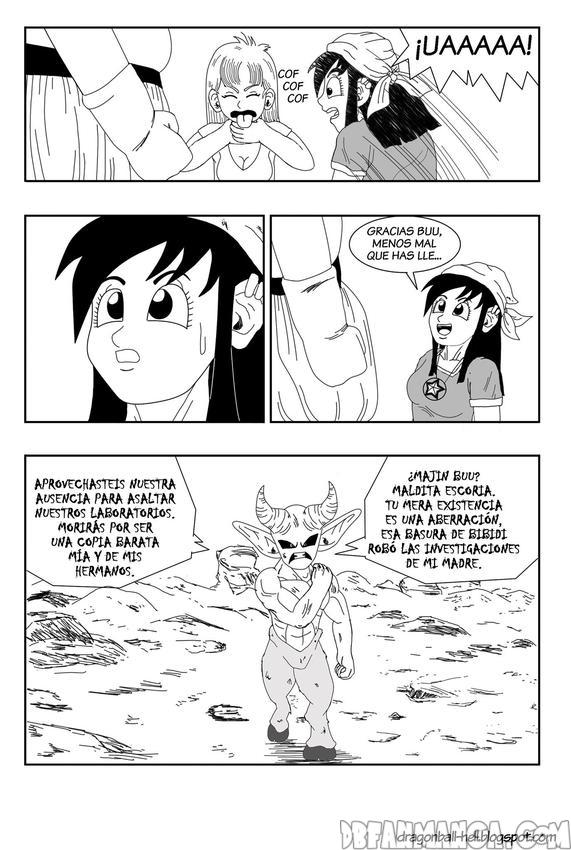 ¡UAAAAA!
COF
COF
COF
GRACIAS BUU,
MENOS MAL
QUE HAS LLE...
APROVECHASTEIS NUESTRA
AUSENCIA PARA ASALTAR
NUESTROS LABORATORIOS.
MORIRÁS POR SER
UNA COPIA BARATA
MÍA Y DE MIS
HERMANOS.
¿MAJIN BUU?
MALDITA ESCORIA.
TU MERA EXISTENCIA
ES UNA ABERRACIÓN,
ESA BASURA DE BIBIDI
ROBÓ LAS INVESTIGACIONES
DE MI MADRE.
dragonball-hell.blogspot.com
DBFANMANGA.COM